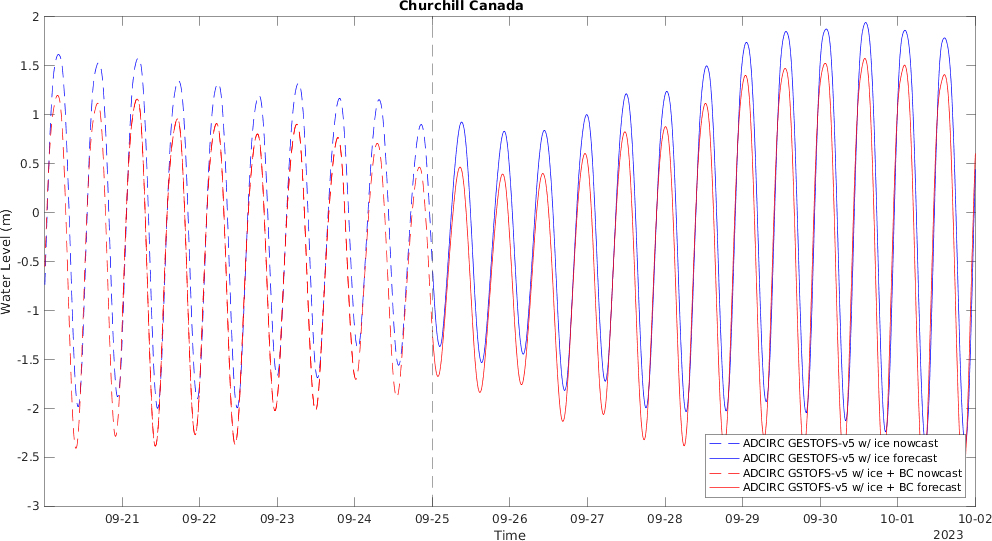 Churchill Canada
2
1.5
1
0.5
0
-0.5
-1
-1.5
-2
-2.5
-3
Water Level (m)
09-21 09-22 09-23 09-24 09-25 09-26 09-27 09-28 09-29 09-30 10-01 10-02
Time
2023
ADCIRC GESTOFS-v5 w/ ice nowcast
ADCIRC GESTOFS-v5 w/ ice forecast
ADCIRC GSTOFS-v5 w/ ice + BC nowcast
ADCIRC GSTOFS-v5 w/ ice + BC forecast